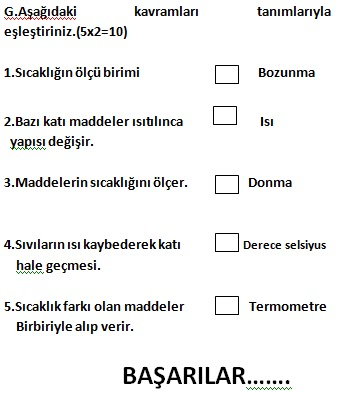 G.Aşağıdaki kavramları tanımlarıyla
eşleştiriniz.(5x2=10)
1.Sıcaklığın ölçü birimi Bozunma
2.Bazı katı maddeler ısıtılınca Isı
yapısı değişir.
3.Maddelerin sıcaklığını ölçer. Donma
4.Sıvıların ısı kaybederek katı Derece selsiyus
hale geçmesi.
5.Sıcaklık farkı olan maddeler Termometre
Birbiriyle alıp verir.
BAŞARILAR.......